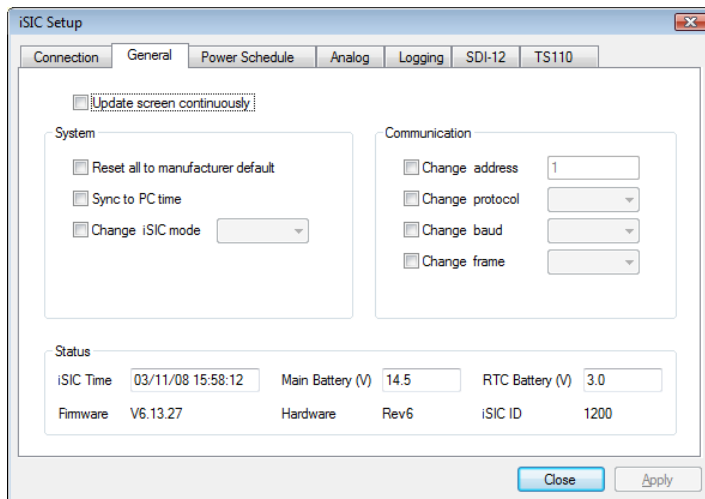 iSIC Setup
Connection General Power Schedule Analog Logging SDI-12 TS110
Update screen continuously
System
Reset all to manufacturer default
Sync to PC time
Change iSIC mode
Communication
Change address 1
Change protocol
Change baud
Change frame
Status
iSIC Time 03/11/08 15:58:12 Main Battery (V) 14.5 RTC Battery (V) 3.0
Firmware V6.13.27 Hardware Rev6 iSIC ID 1200
Close Apply